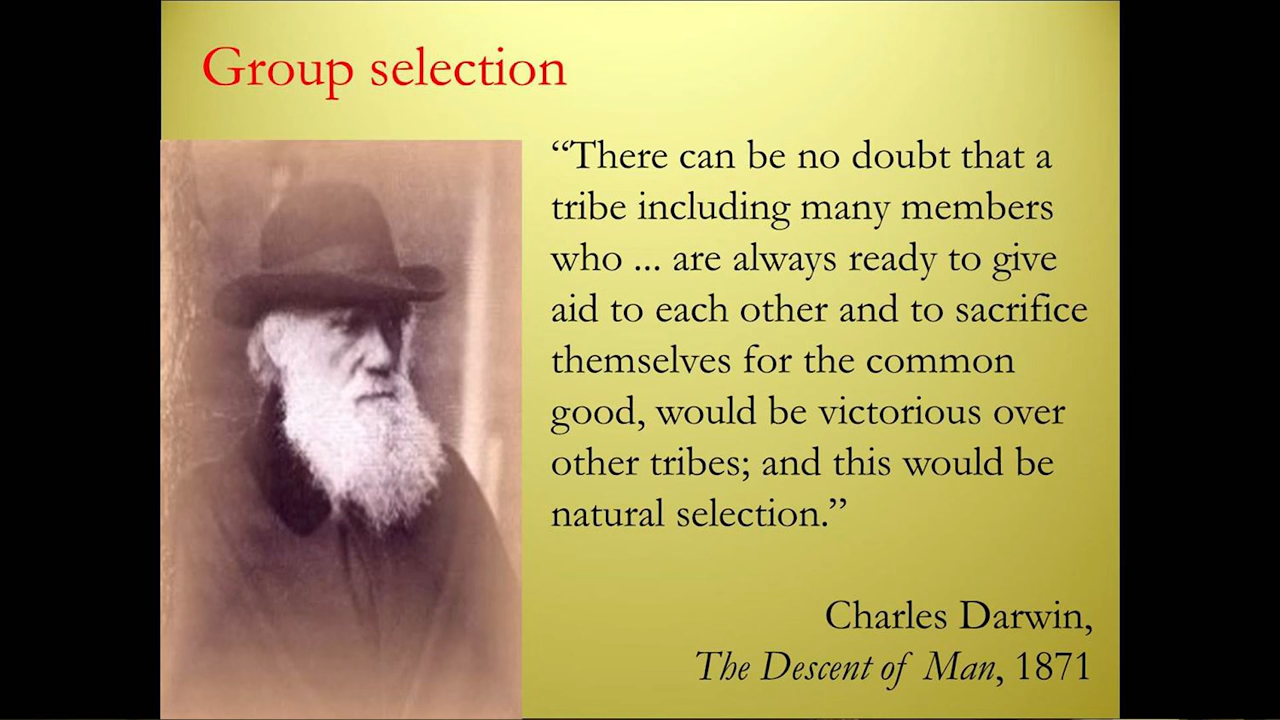 Group selection
“There can be no doubt that a
tribe including many members
who ... are always ready to give
aid to each other and to sacrifice
themselves for the common
good, would be victorious over
other tribes; and this would be
natural selection.”
Charles Darwin,
The Descent of Man, 1871